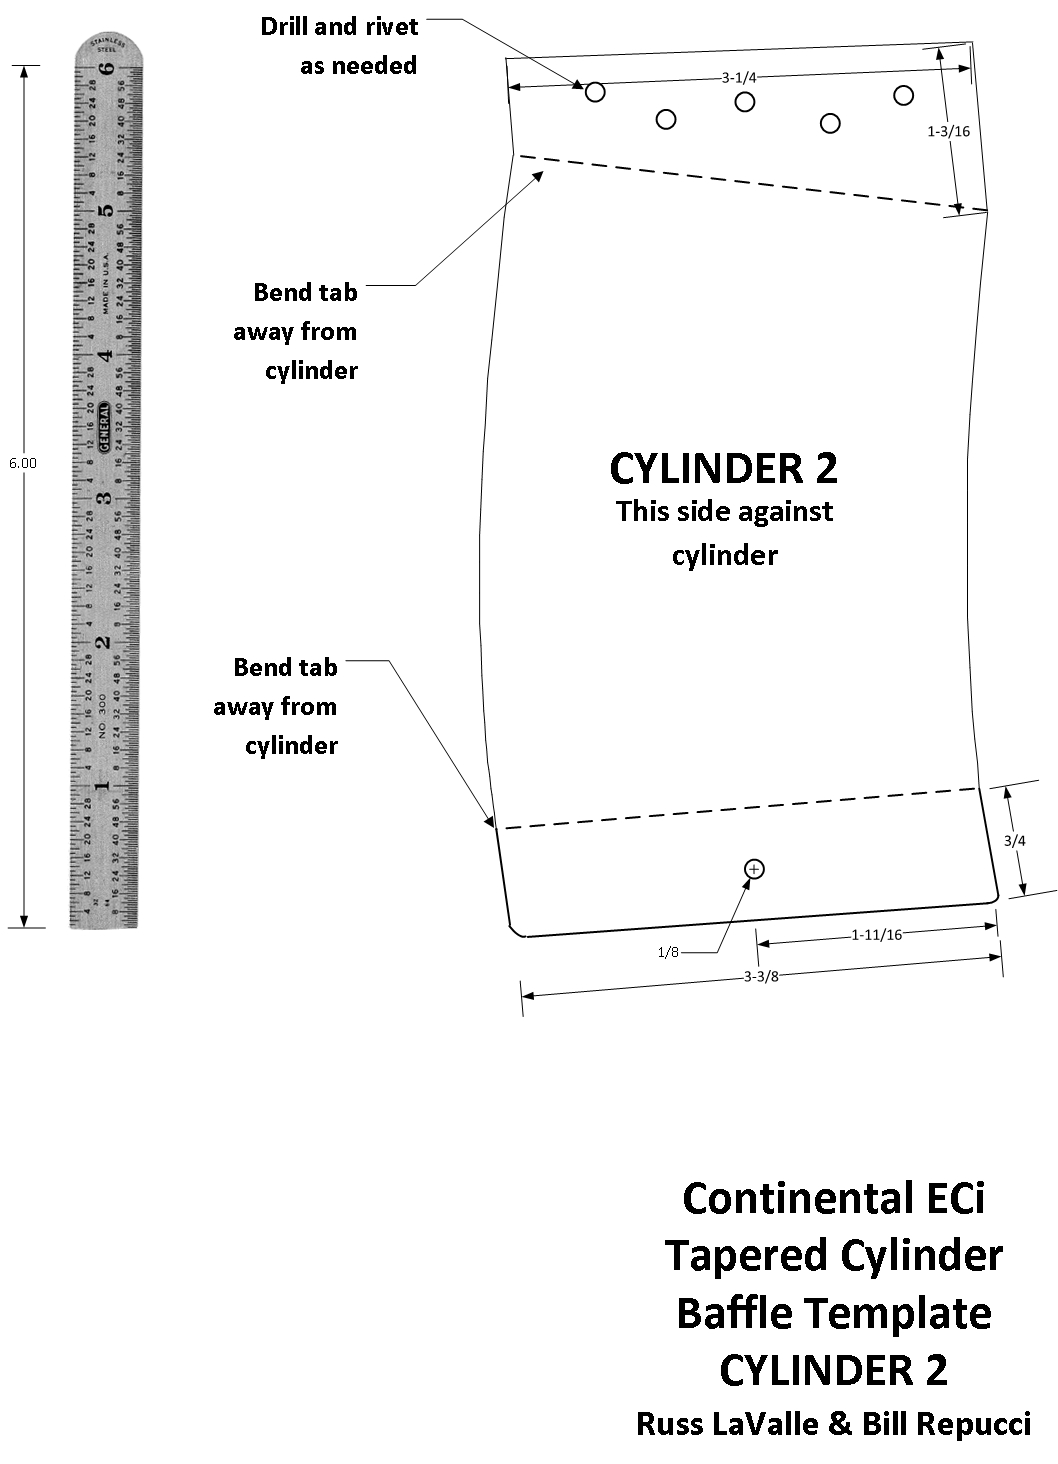 Drill and rivet
as needed
3-1/4
1-3/16
Bend tab
away from
cylinder
6.00
CYLINDER 2
This side against
cylinder
Bend tab
away from
cylinder
3/4
1/8
1-11/16
3-3/8
STAINLESS
STEEL
6
5
MADE IN U.S.A.
4
GENERAL
3
2
NO. 300
1
Continental ECi
Tapered Cylinder
Baffle Template
CYLINDER 2
Russ LaValle & Bill Repucci